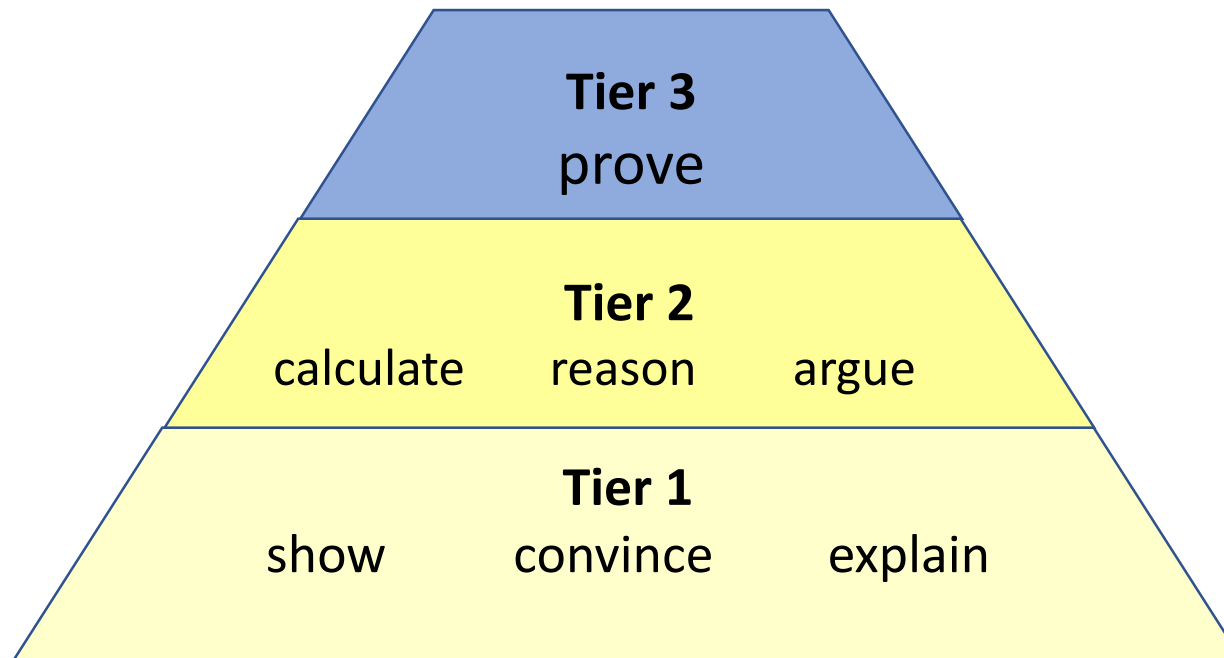 Tier 3
prove
Tier 2
calculate reason argue
Tier 1
show convince explain